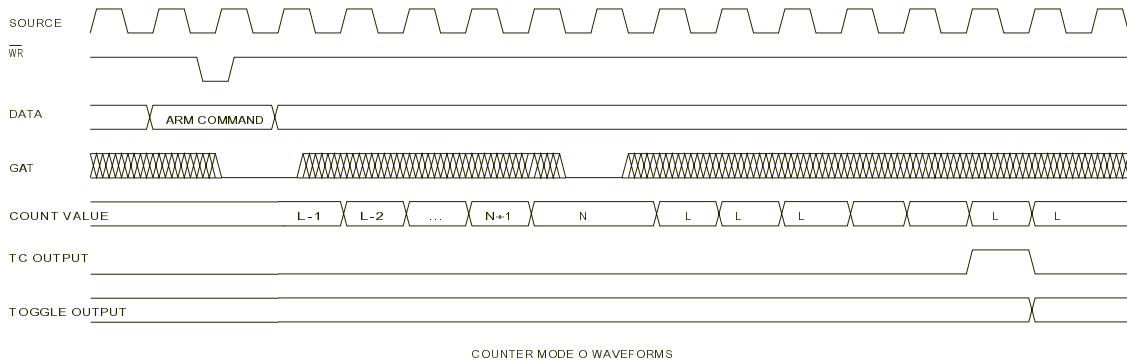 SOURCE
WR
DATA
ARM COMMAND
GAT
COUNT VALUE
L-1 L-2 ... N+1 N L L L L L
TC OUTPUT
TOGGLE OUTPUT
COUNTER MODE O WAVEFORMS